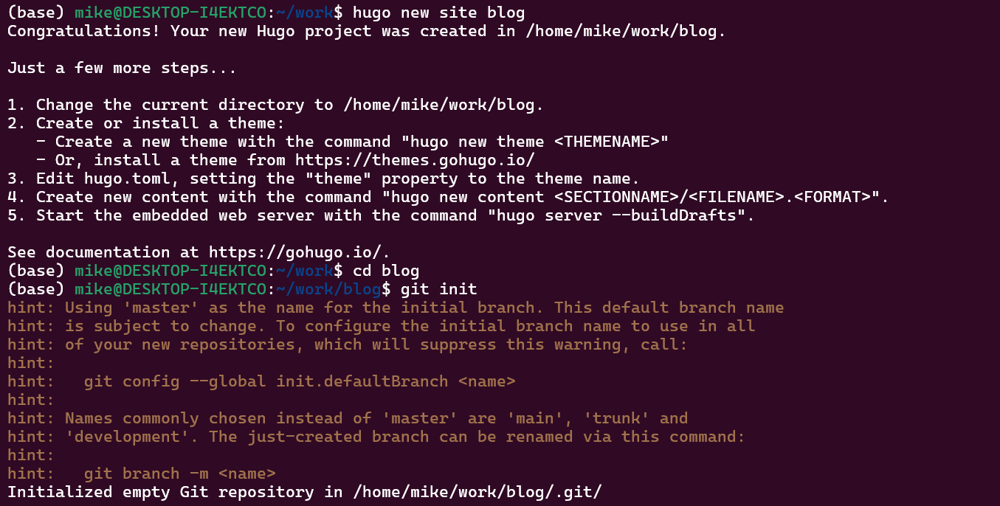 (base) mike@DESKTOP-I4EKTCO:~/work$ hugo new site blog
Congratulations! Your new Hugo project was created in /home/mike/work/blog.
Just a few more steps...
1. Change the current directory to /home/mike/work/blog.
2. Create or install a theme:
   - Create a new theme with the command "hugo new theme <THEMENAME>"
   - Or, install a theme from https://themes.gohugo.io/
3. Edit hugo.toml, setting the "theme" property to the theme name.
4. Create new content with the command "hugo new content <SECTIONNAME>/<FILENAME>.<FORMAT>".
5. Start the embedded web server with the command "hugo server --buildDrafts".
See documentation at https://gohugo.io/.
(base) mike@DESKTOP-I4EKTCO:~/work$ cd blog
(base) mike@DESKTOP-I4EKTCO:~/work/blog$ git init
hint: Using 'master' as the name for the initial branch. This default branch name
hint: is subject to change. To configure the initial branch name to use in all
hint: of your new repositories, which will suppress this warning, call:
hint:
hint:   git config --global init.defaultBranch <name>
hint:
hint: Names commonly chosen instead of 'master' are 'main', 'trunk' and
hint: 'development'. The just-created branch can be renamed via this command:
hint:
hint:   git branch -m <name>
Initialized empty Git repository in /home/mike/work/blog/.git/